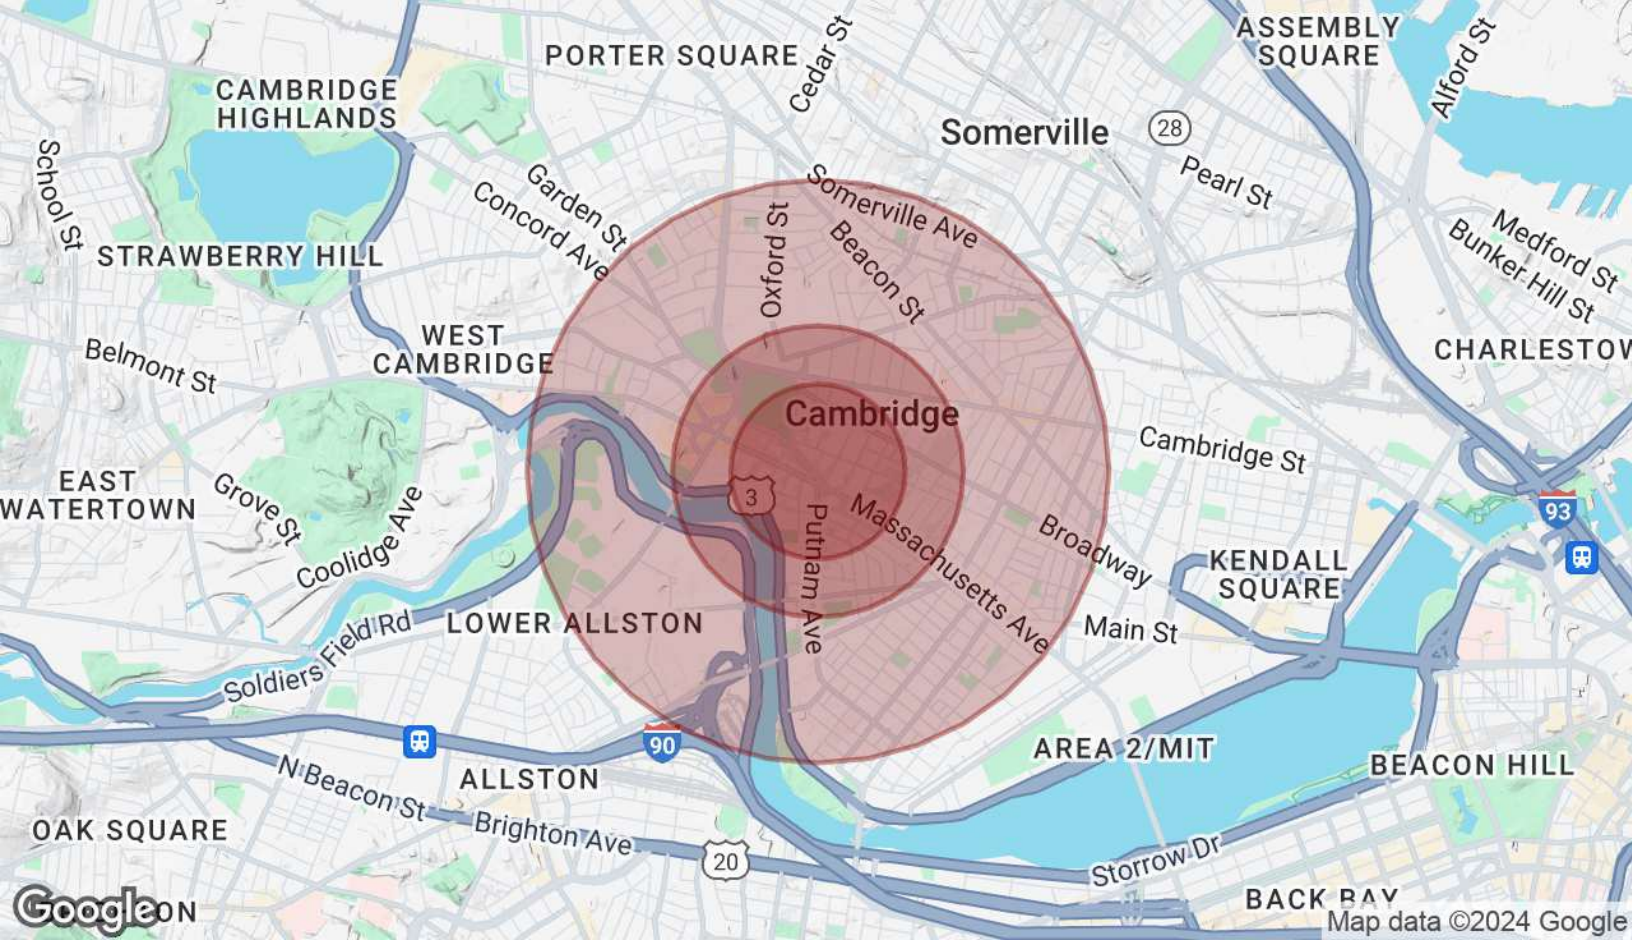 ASSEMBLY
SQUARE
Alford St
Cedar St
PORTER SQUARE
CAMBRIDGE
HIGHLANDS
Somerville
28
School St
Garden St
Concord Ave
Somerville Ave
Pearl St
Oxford St
Beacon St
Medford St
Bunker Hill St
STRAWBERRY HILL
WEST
CAMBRIDGE
Belmont St
CHARLESTOW
Cambridge
Cambridge St
EAST
WATERTOWN
Grove St
Coolidge Ave
3
Putnam Ave
Massachusetts Ave
Broadway
93
KENDALL
SQUARE
LOWER ALLSTON
Main St
Soldiers Field Rd
90
AREA 2/MIT
BEACON HILL
ALLSTON
N Beacon St
Brighton Ave
OAK SQUARE
20
Storrow Dr
BACK BAY
Google
Map data ©2024 Google